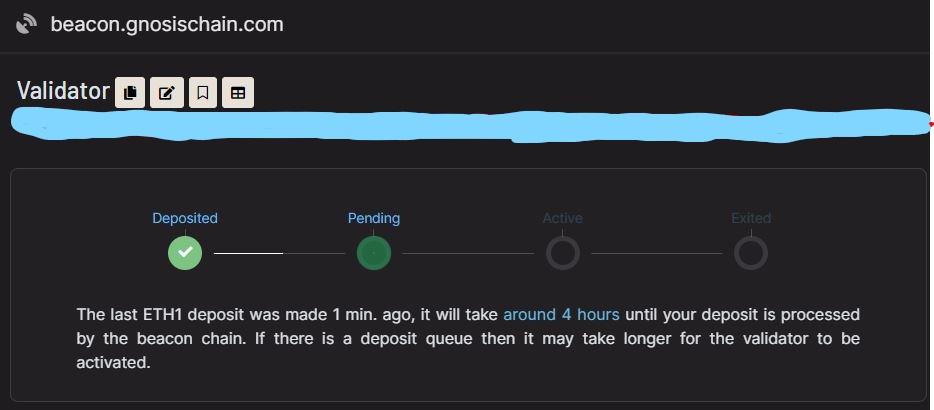 beacon.gnosischain.com
Validator
Deposited Pending Active Exited
The last ETH1 deposit was made 1 min. ago, it will take around 4 hours until your deposit is processed
by the beacon chain. If there is a deposit queue then it may take longer for the validator to be
activated.